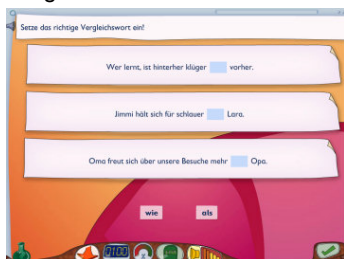 Setze das richtige Vergleichswort ein!
Wer lernt, ist hinterher klüger vorher.
Jimmi hält sich für schlauer Lara.
Oma freut sich über unsere Besuche mehr Opa.
wie als